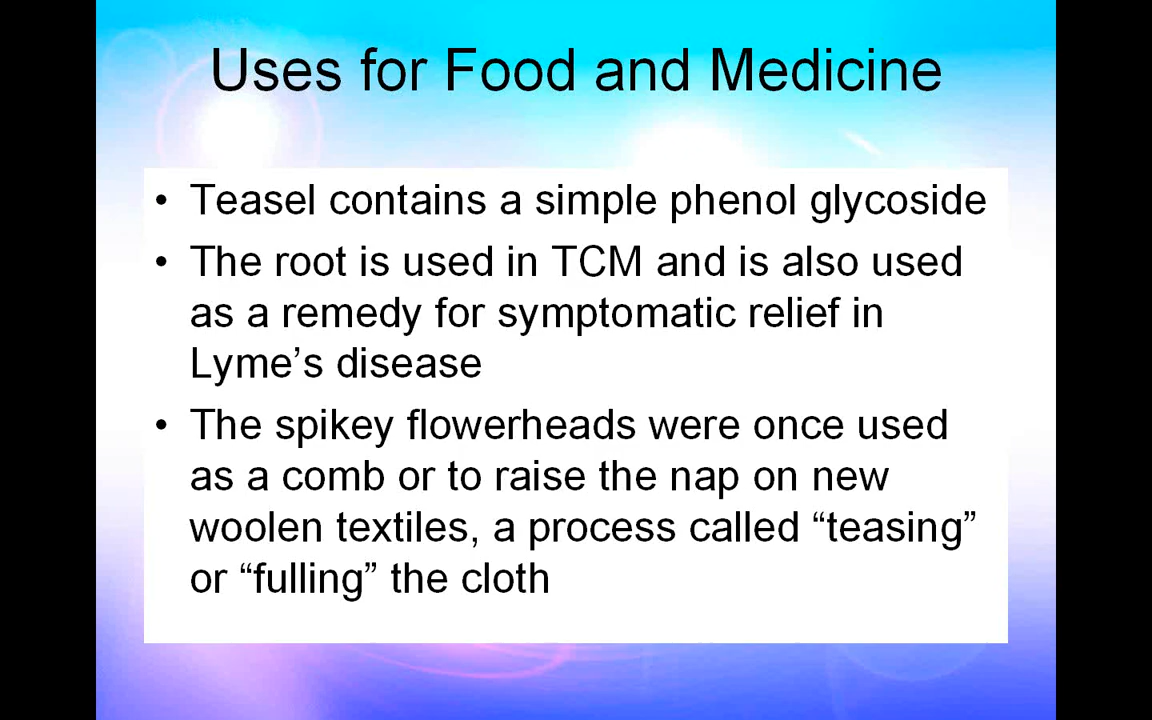 Uses for Food and Medicine
• Teasel contains a simple phenol glycoside
• The root is used in TCM and is also used
as a remedy for symptomatic relief in
Lyme’s disease
• The spikey flowerheads were once used
as a comb or to raise the nap on new
woolen textiles, a process called “teasing”
or “fulling” the cloth